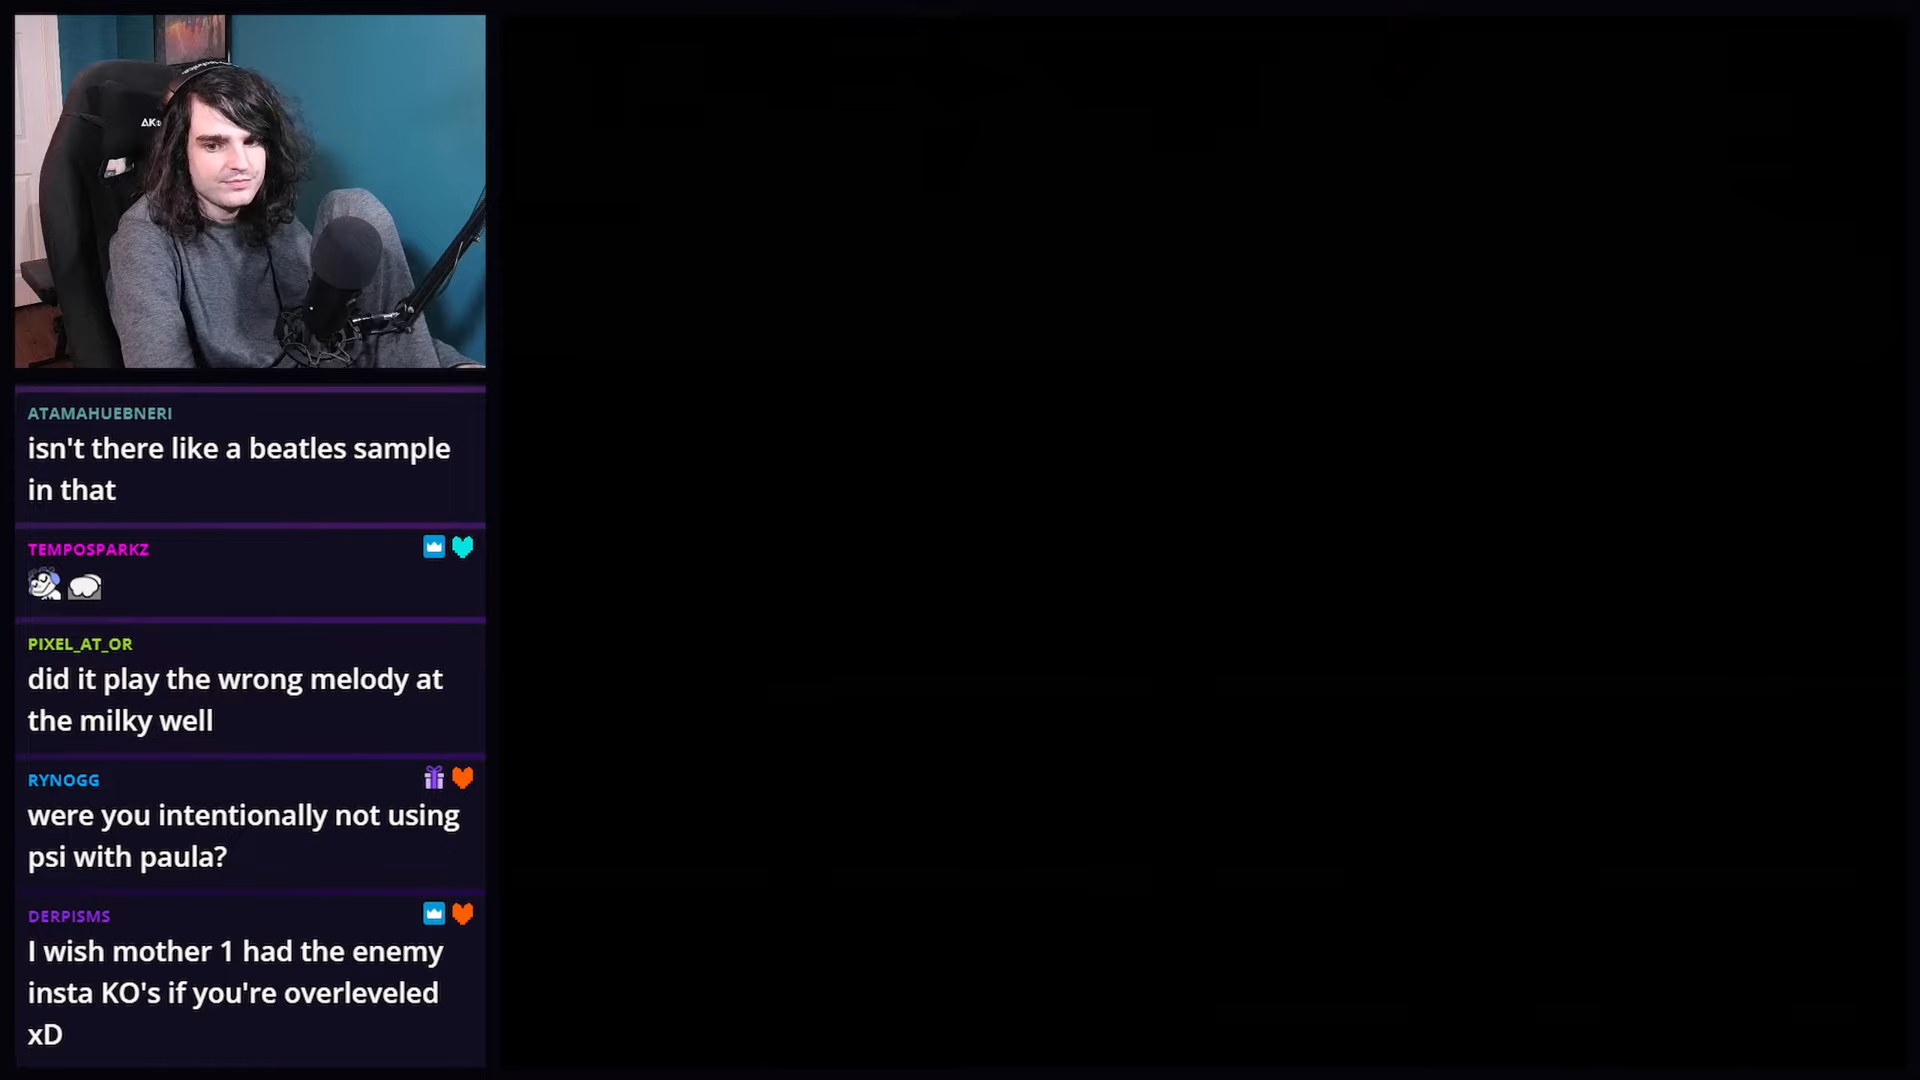 ATAMAHUEBNERI
isn't there like a beatles sample
in that
TEMPOSPARKZ
PIXEL_AT_OR
did it play the wrong melody at
the milky well
RYNOGG
were you intentionally not using
psi with paula?
DERPISMS
I wish mother 1 had the enemy
insta KO's if you're overleveled
xD